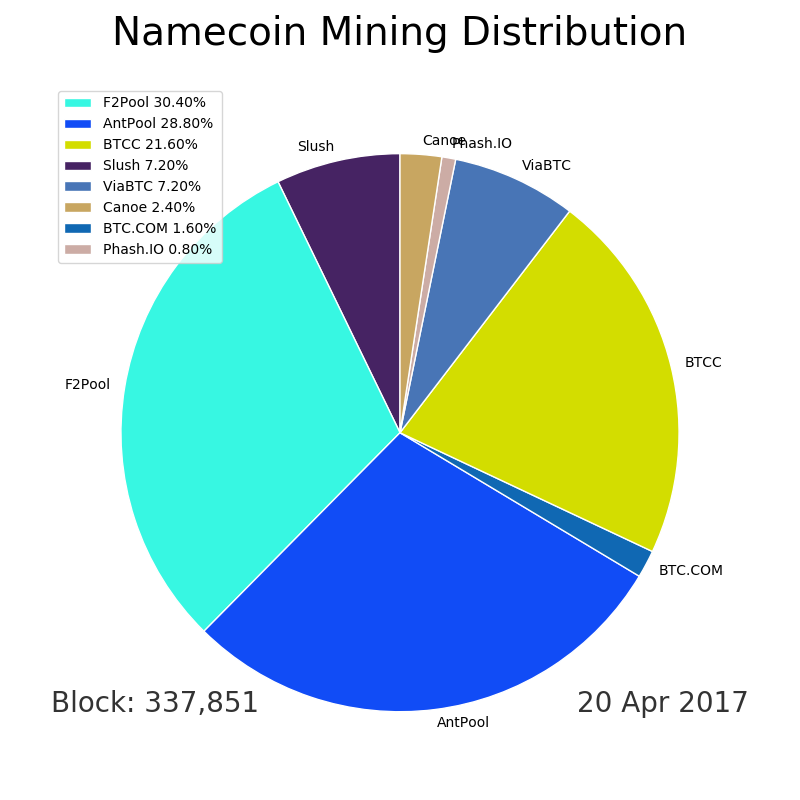 Namecoin Mining Distribution
F2Pool 30.40%
AntPool 28.80%
BTCC 21.60%
Slush 7.20%
ViaBTC 7.20%
Canoe 2.40%
BTC.COM 1.60%
Phash.IO 0.80%
Slush
Canoe
Phash.IO
ViaBTC
BTCC
F2Pool
BTC.COM
AntPool
Block: 337,851
20 Apr 2017